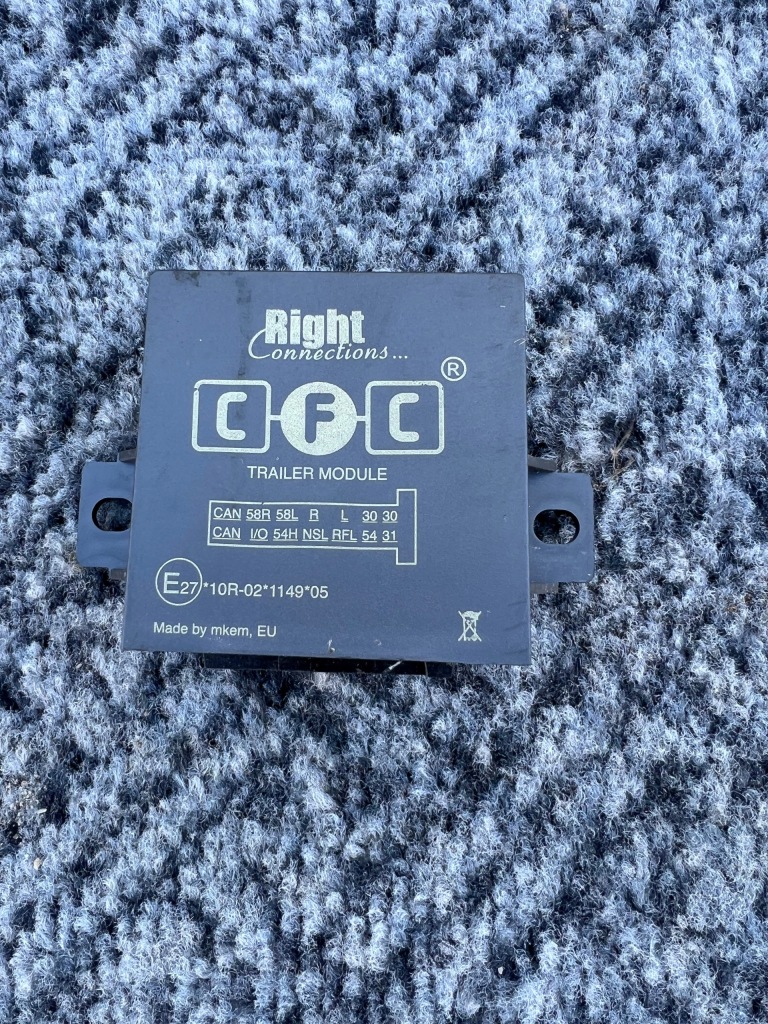 Right
Connections...
®
C F C
TRAILER MODULE
CAN 58R 58L R L 30 30
CAN I/O 54H NSL RFL 54 31
E27 *10R-02*1149*05
Made by mkem, EU